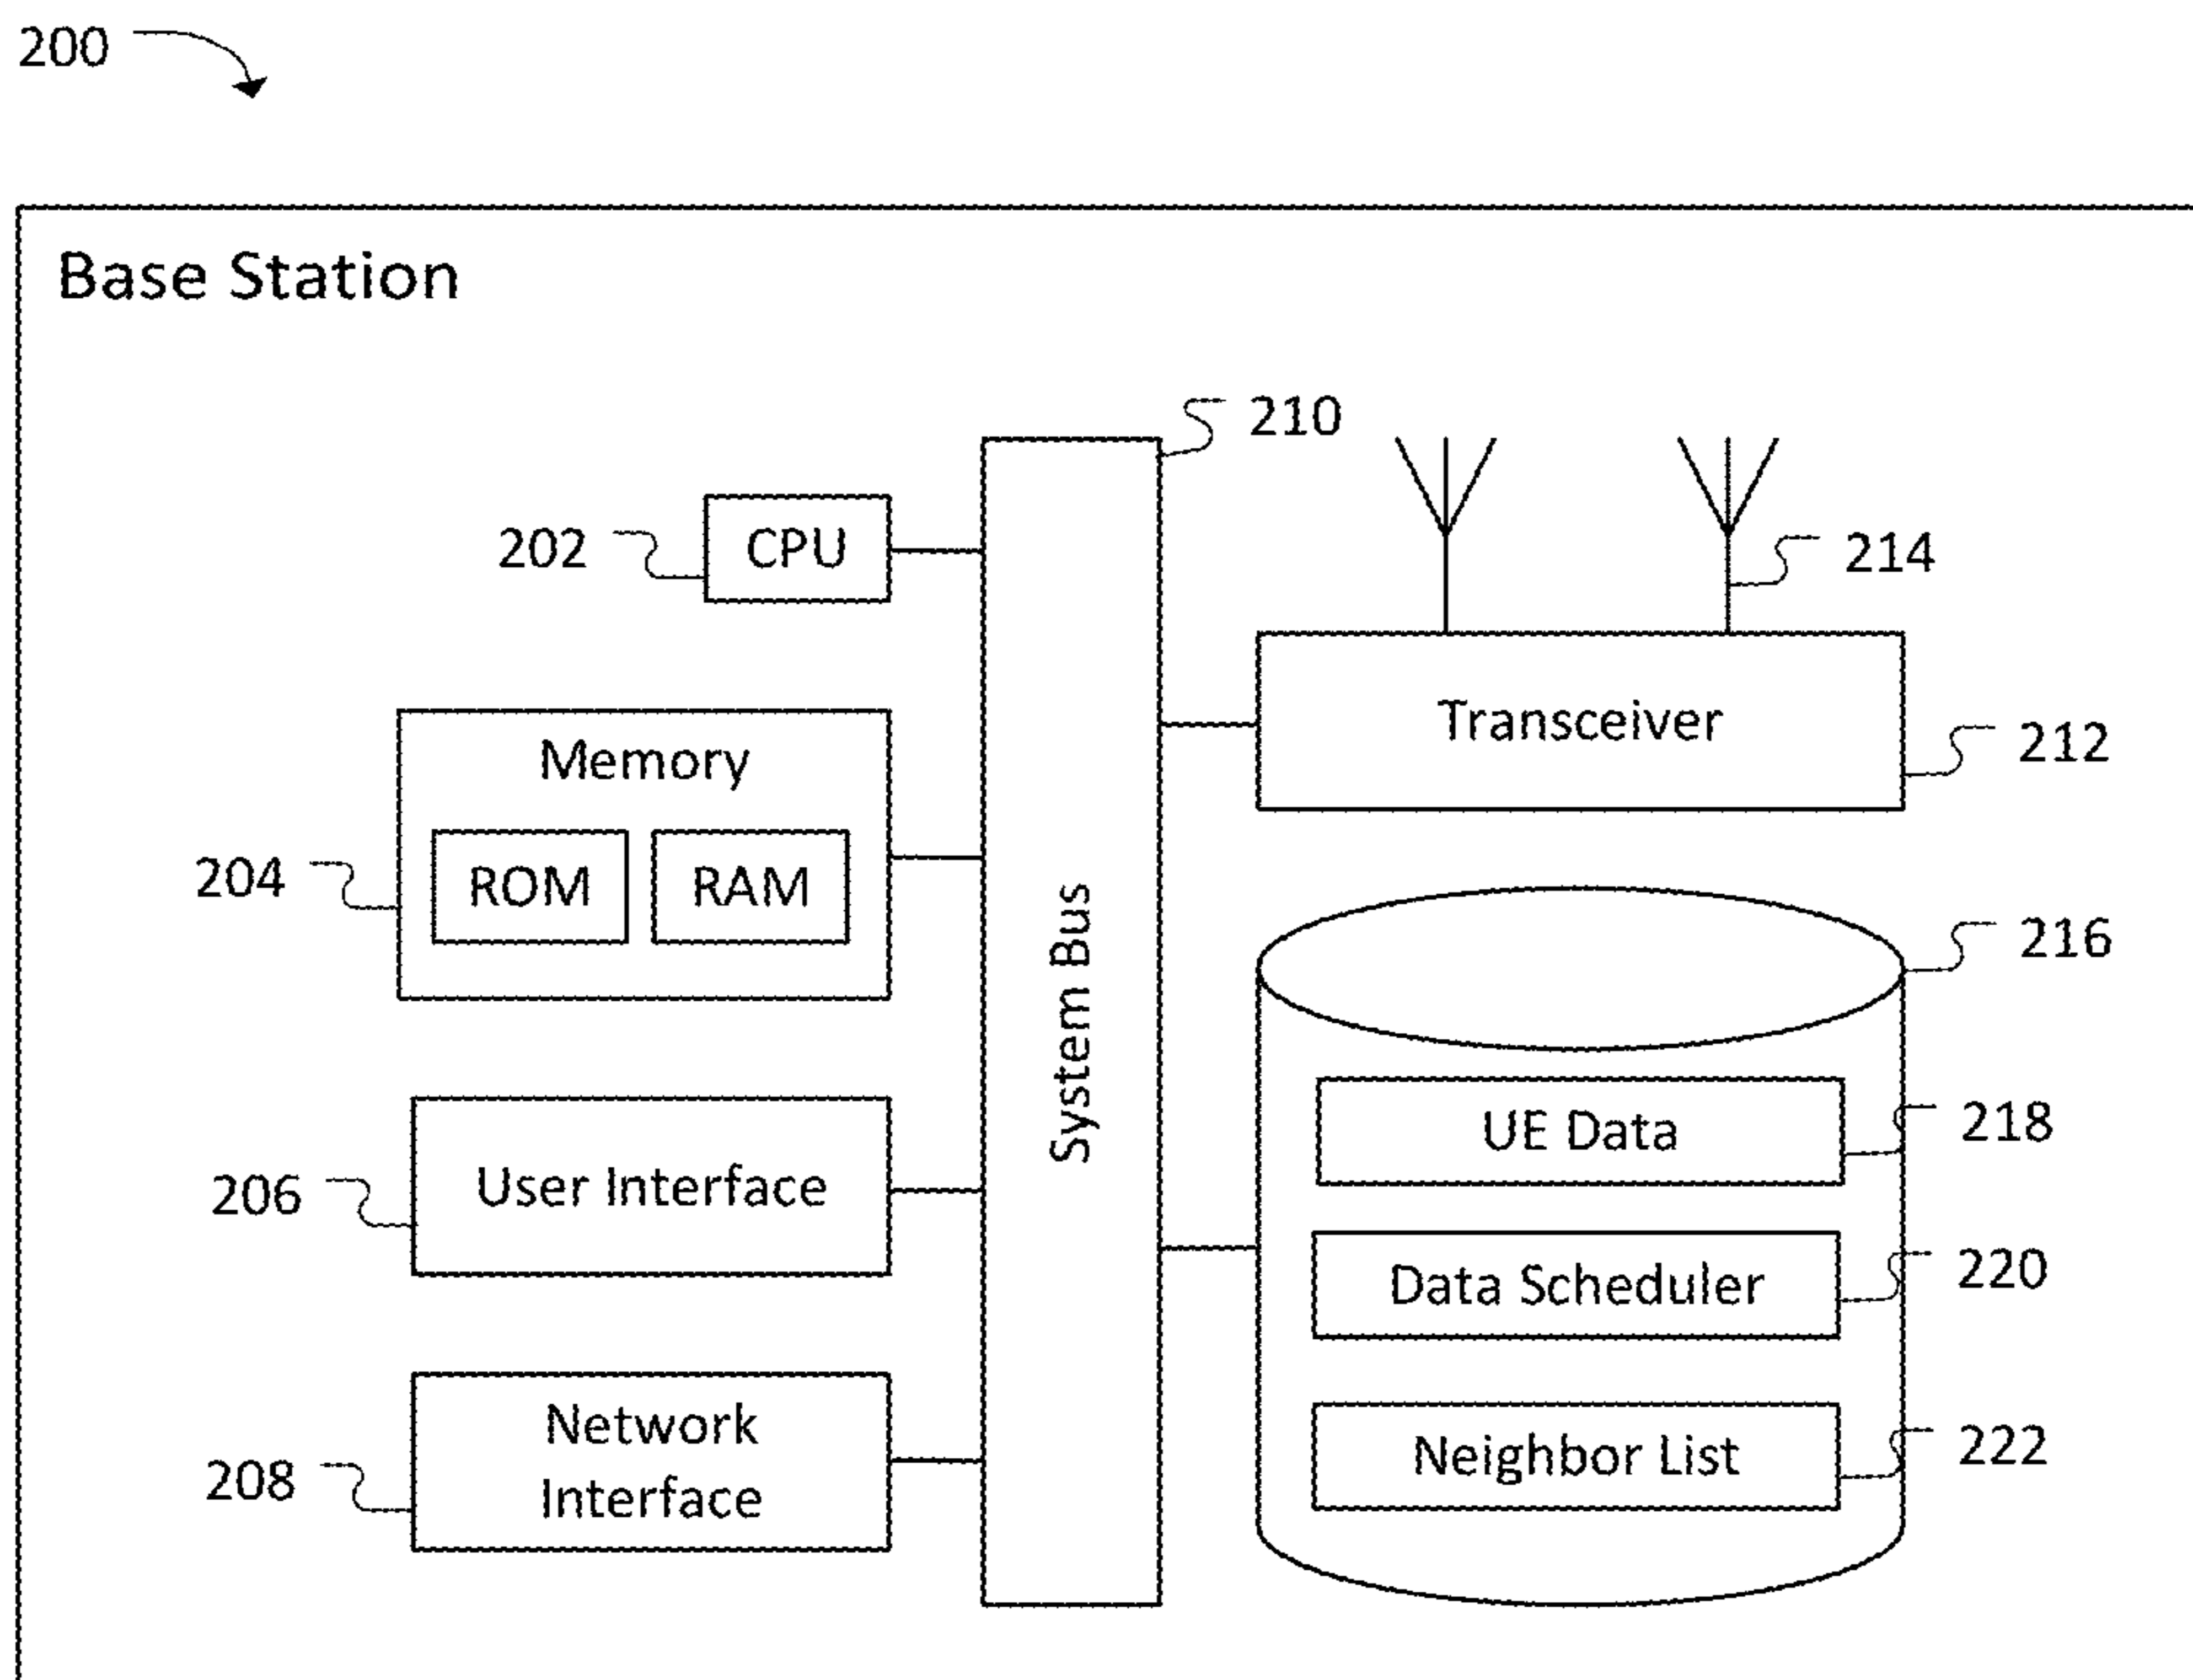 200
Base Station
210
202
CPU
214
Transceiver
212
Memory
204
ROM
RAM
System Bus
216
UE Data
218
206
User Interface
Data Scheduler
220
208
Network
Interface
Neighbor List
222